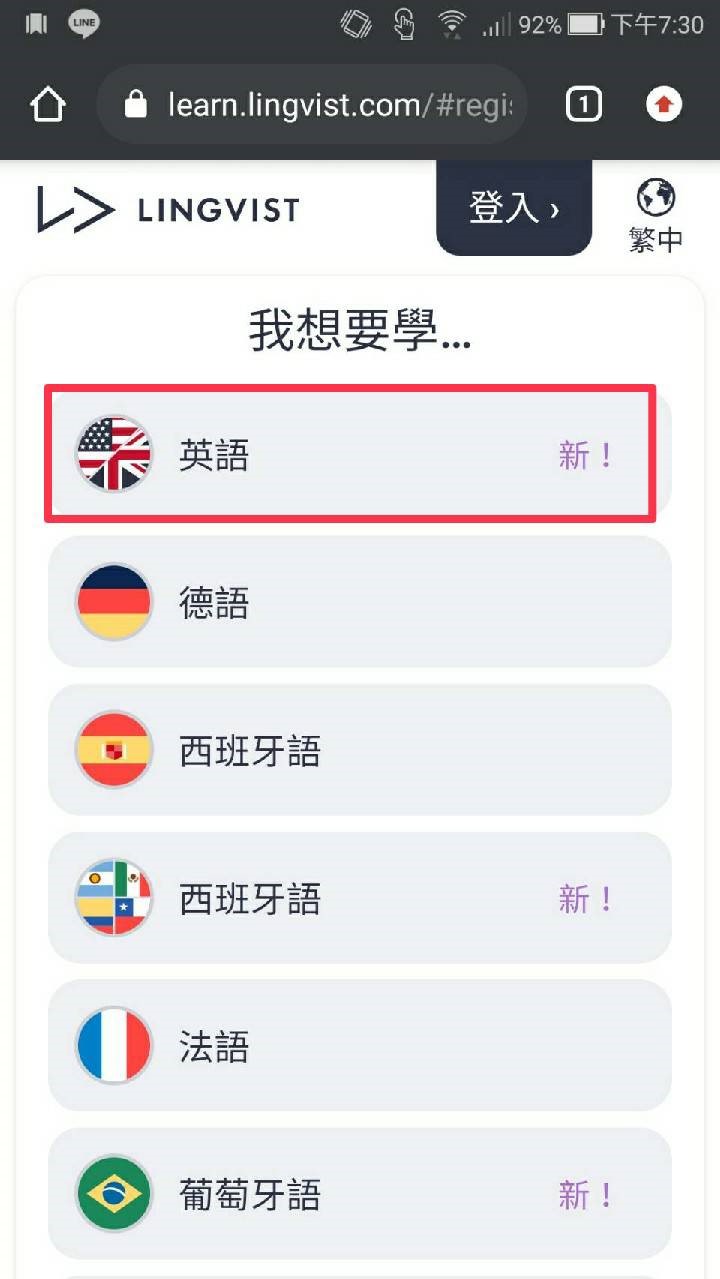 LINE
92%
下午7:30
learn.lingvist.com/#regi
1
LINGVIST
登入 ›
繁中
我想要學...
英語
新！
德語
西班牙語
西班牙語
新！
法語
葡萄牙語
新！